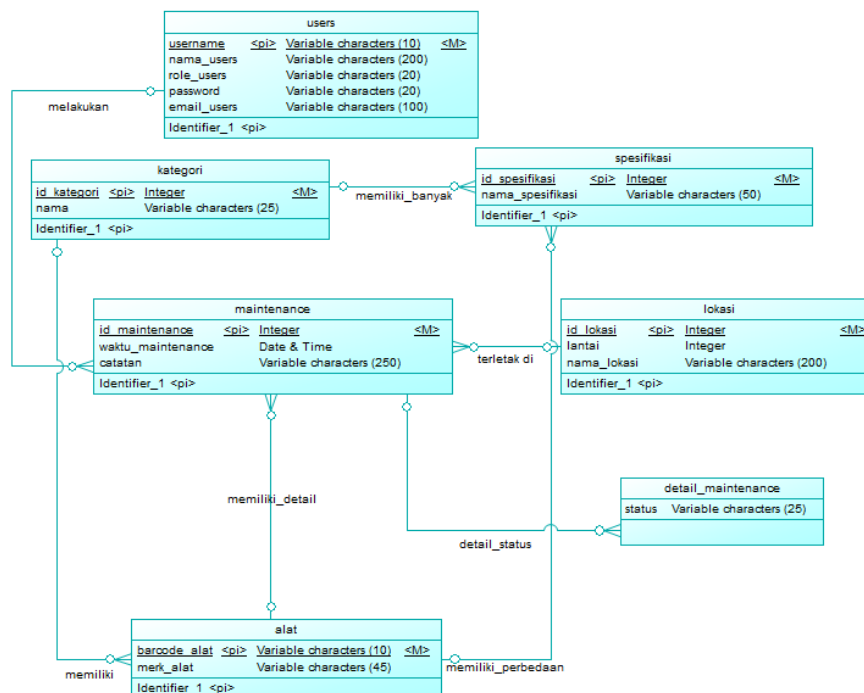 users
username <pi> Variable characters (10) <M>
nama_users Variable characters (200)
role_users Variable characters (20)
password Variable characters (20)
email_users Variable characters (100)
Identifier_1 <pi>
melakukan
kategori
id_kategori <pi> Integer <M>
nama Variable characters (25)
Identifier_1 <pi>
memiliki_banyak
spesifikasi
id_spesifikasi <pi> Integer <M>
nama_spesifikasi Variable characters (50)
Identifier_1 <pi>
maintenance
id_maintenance <pi> Integer <M>
waktu_maintenance Date & Time
catatan Variable characters (250)
Identifier_1 <pi>
terletak di
lokasi
id_lokasi <pi> Integer <M>
lantai Integer
nama_lokasi Variable characters (200)
Identifier_1 <pi>
memiliki_detail
detail_status
detail_maintenance
status Variable characters (25)
memiliki
alat
barcode_alat <pi> Variable characters (10) <M>
merk_alat Variable characters (45)
Identifier_1 <pi>
memiliki_perbedaan